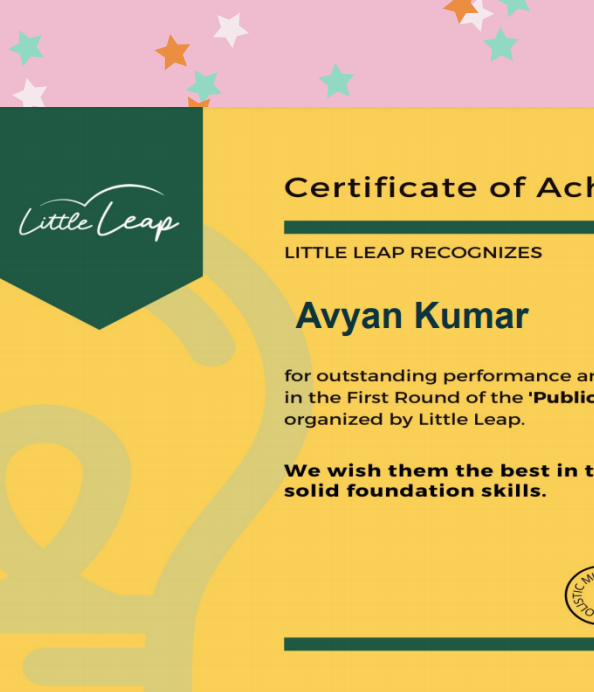 Little Leap
Certificate of Ach
LITTLE LEAP RECOGNIZES
Avyan Kumar
for outstanding performance an
in the First Round of the 'Public
organized by Little Leap.
We wish them the best in t
solid foundation skills.